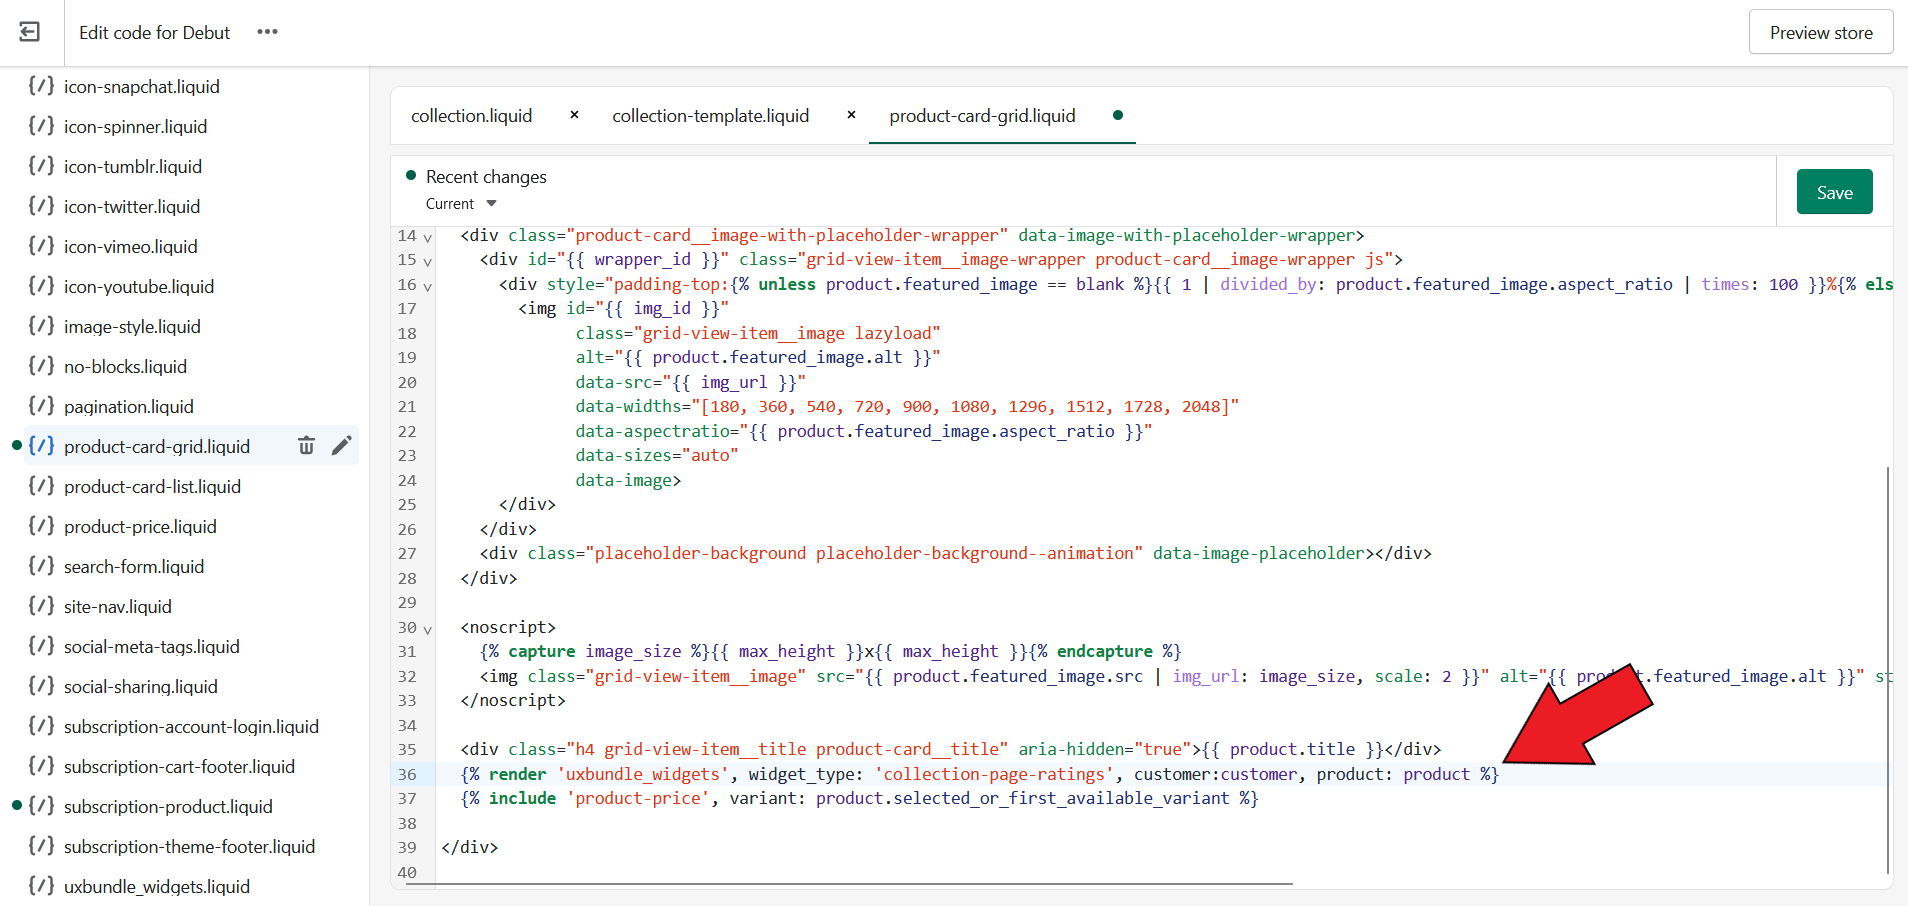 Edit code for Debut
Preview store
{/} icon-snapchat.liquid
{/} icon-spinner.liquid
{/} icon-tumblr.liquid
{/} icon-twitter.liquid
{/} icon-vimeo.liquid
{/} icon-youtube.liquid
{/} image-style.liquid
{/} no-blocks.liquid
{/} pagination.liquid
{/} product-card-grid.liquid
{/} product-card-list.liquid
{/} product-price.liquid
{/} search-form.liquid
{/} site-nav.liquid
{/} social-meta-tags.liquid
{/} social-sharing.liquid
{/} subscription-account-login.liquid
{/} subscription-cart-footer.liquid
{/} subscription-product.liquid
{/} subscription-theme-footer.liquid
{/} uxbundle_widgets.liquid
collection.liquid × collection-template.liquid × product-card-grid.liquid
Recent changes
Current
Save
14 <div class="product-card__image-with-placeholder-wrapper" data-image-with-placeholder-wrapper>
15 <div id="{{ wrapper_id }}" class="grid-view-item__image-wrapper product-card__image-wrapper js">
16 <div style="padding-top:{% unless product.featured_image == blank %}{{ 1 | divided_by: product.featured_image.aspect_ratio | times: 100 }}%{% els
17 <img id="{{ img_id }}"
18 class="grid-view-item__image lazyload"
19 alt="{{ product.featured_image.alt }}"
20 data-src="{{ img_url }}"
21 data-widths="[180, 360, 540, 720, 900, 1080, 1296, 1512, 1728, 2048]"
22 data-aspectratio="{{ product.featured_image.aspect_ratio }}"
23 data-sizes="auto"
24 data-image>
25 </div>
26 </div>
27 <div class="placeholder-background placeholder-background--animation" data-image-placeholder></div>
28 </div>
29
30 <noscript>
31 {% capture image_size %}{{ max_height }}x{{ max_height }}{% endcapture %}
32 <img class="grid-view-item__image" src="{{ product.featured_image.src | img_url: image_size, scale: 2 }}" alt="{{ .featured_image.alt }}" st
33 </noscript>
34
35 <div class="h4 grid-view-item__title product-card__title" aria-hidden="true">{{ product.title }}</div>
36 {% render 'uxbundle_widgets', widget_type: 'collection-page-ratings', customer:customer, product: product %}
37 {% include 'product-price', variant: product.selected_or_first_available_variant %}
38
39 </div>
40